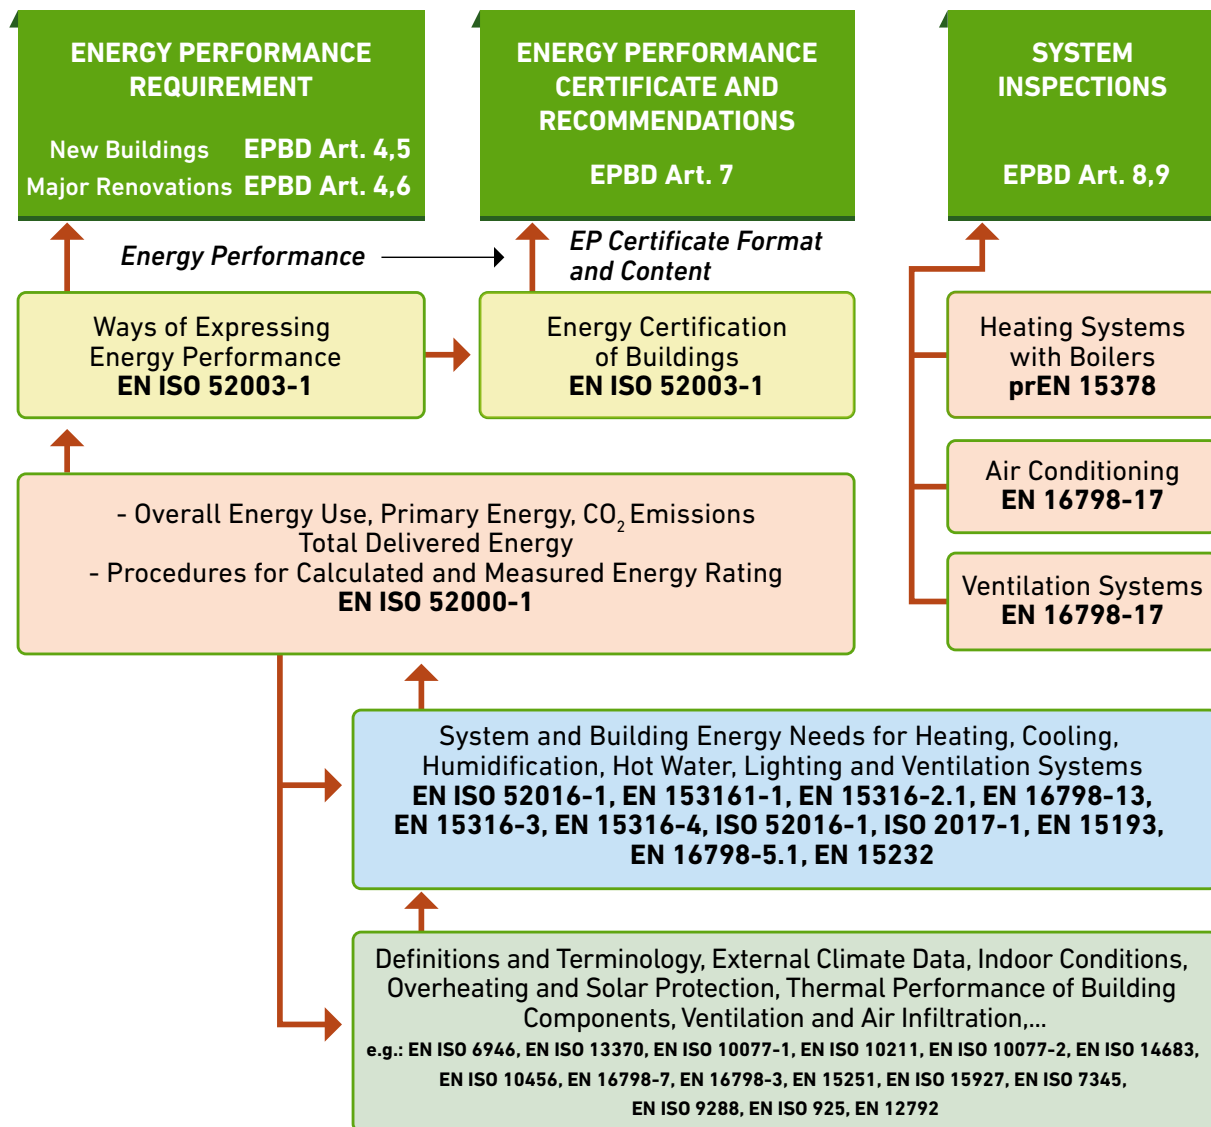 ENERGY PERFORMANCE
REQUIREMENT
New Buildings EPBD Art. 4,5
Major Renovations EPBD Art. 4,6
ENERGY PERFORMANCE
CERTIFICATE AND
RECOMMENDATIONS
EPBD Art. 7
SYSTEM
INSPECTIONS
EPBD Art. 8,9
Energy Performance
EP Certificate Format
and Content
Ways of Expressing
Energy Performance
EN ISO 52003-1
Energy Certification
of Buildings
EN ISO 52003-1
Heating Systems
with Boilers
prEN 15378
Air Conditioning
EN 16798-17
Ventilation Systems
EN 16798-17
- Overall Energy Use, Primary Energy, CO₂ Emissions
Total Delivered Energy
- Procedures for Calculated and Measured Energy Rating
EN ISO 52000-1
System and Building Energy Needs for Heating, Cooling,
Humidification, Hot Water, Lighting and Ventilation Systems
EN ISO 52016-1, EN 153161-1, EN 15316-2.1, EN 16798-13,
EN 15316-3, EN 15316-4, ISO 52016-1, ISO 2017-1, EN 15193,
EN 16798-5.1, EN 15232
Definitions and Terminology, External Climate Data, Indoor Conditions,
Overheating and Solar Protection, Thermal Performance of Building
Components, Ventilation and Air Infiltration,...
e.g.: EN ISO 6946, EN ISO 13370, EN ISO 10077-1, EN ISO 10211, EN ISO 10077-2, EN ISO 14683,
EN ISO 10456, EN 16798-7, EN 16798-3, EN 15251, EN ISO 15927, EN ISO 7345,
EN ISO 9288, EN ISO 925, EN 12792